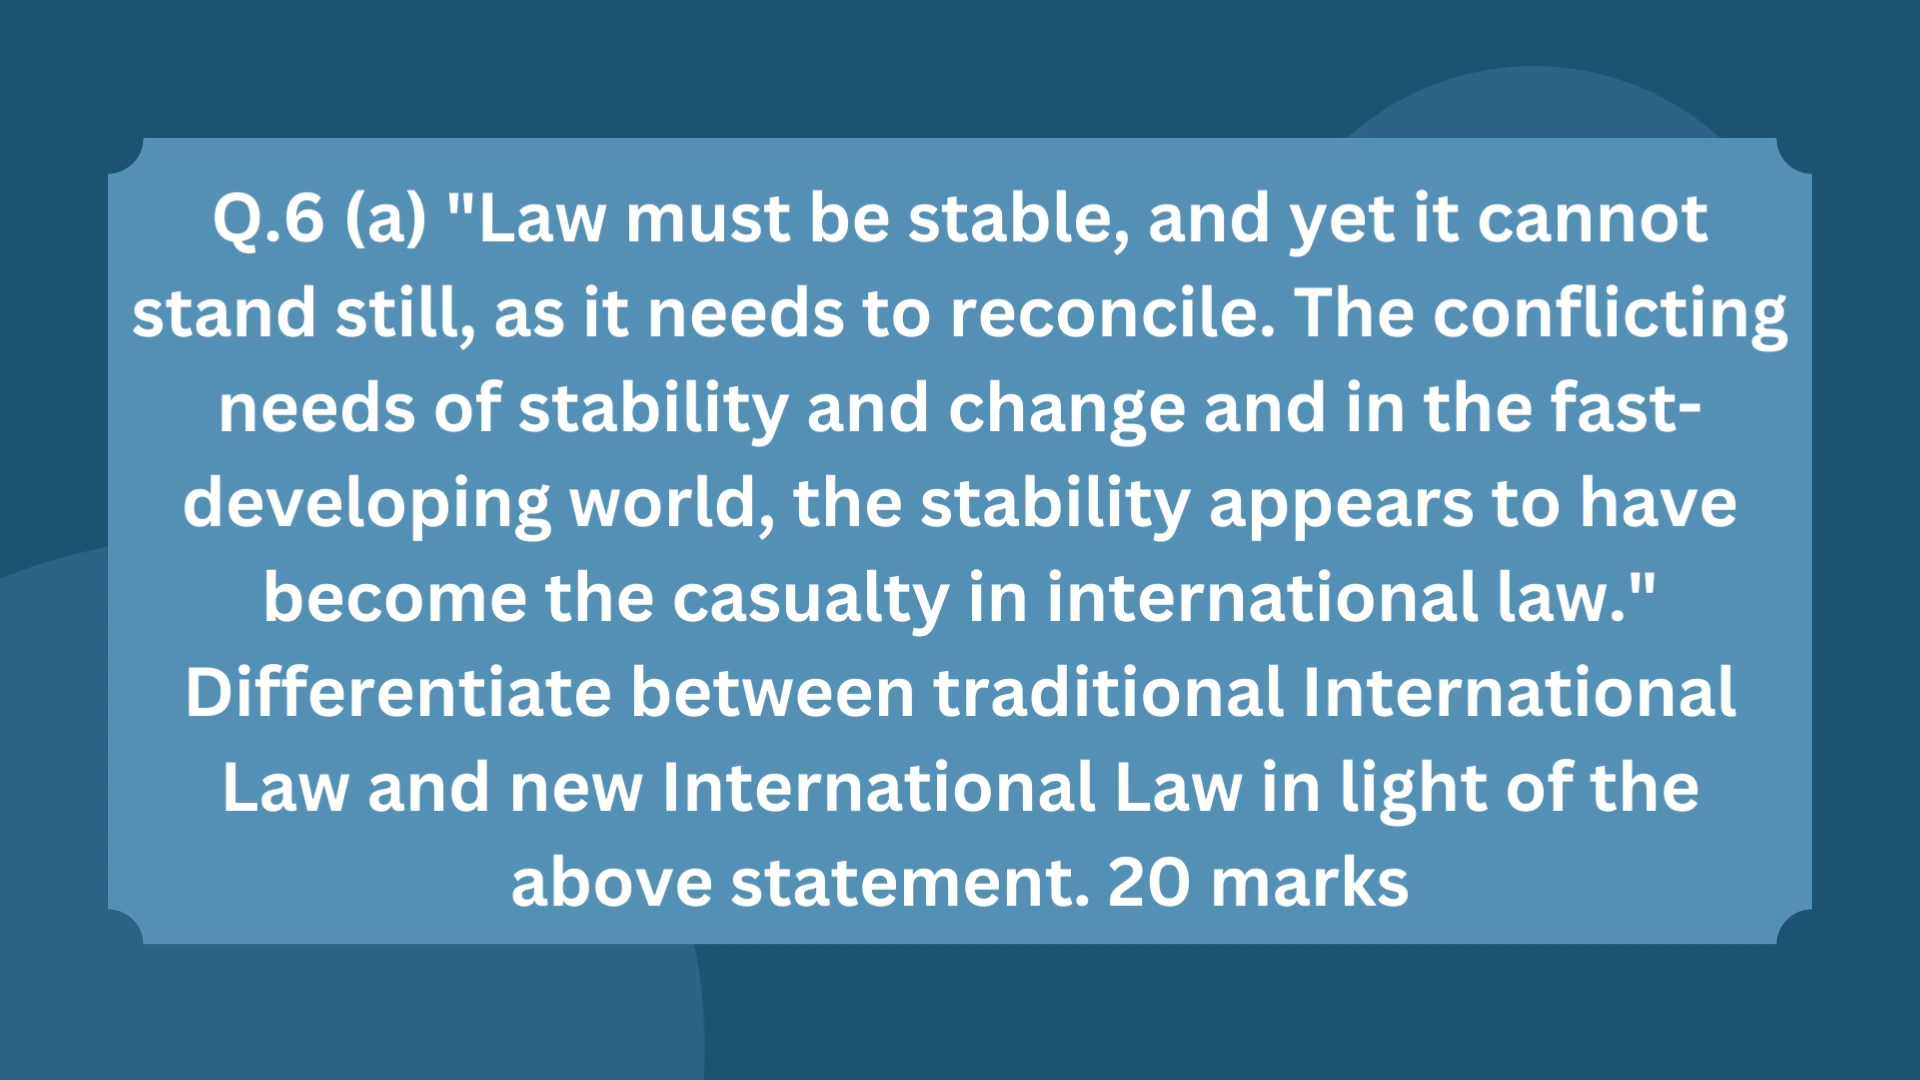 Q.6 (a) "Law must be stable, and yet it cannot
stand still, as it needs to reconcile. The conflicting
needs of stability and change and in the fast-
developing world, the stability appears to have
become the casualty in international law."
Differentiate between traditional International
Law and new International Law in light of the
above statement. 20 marks